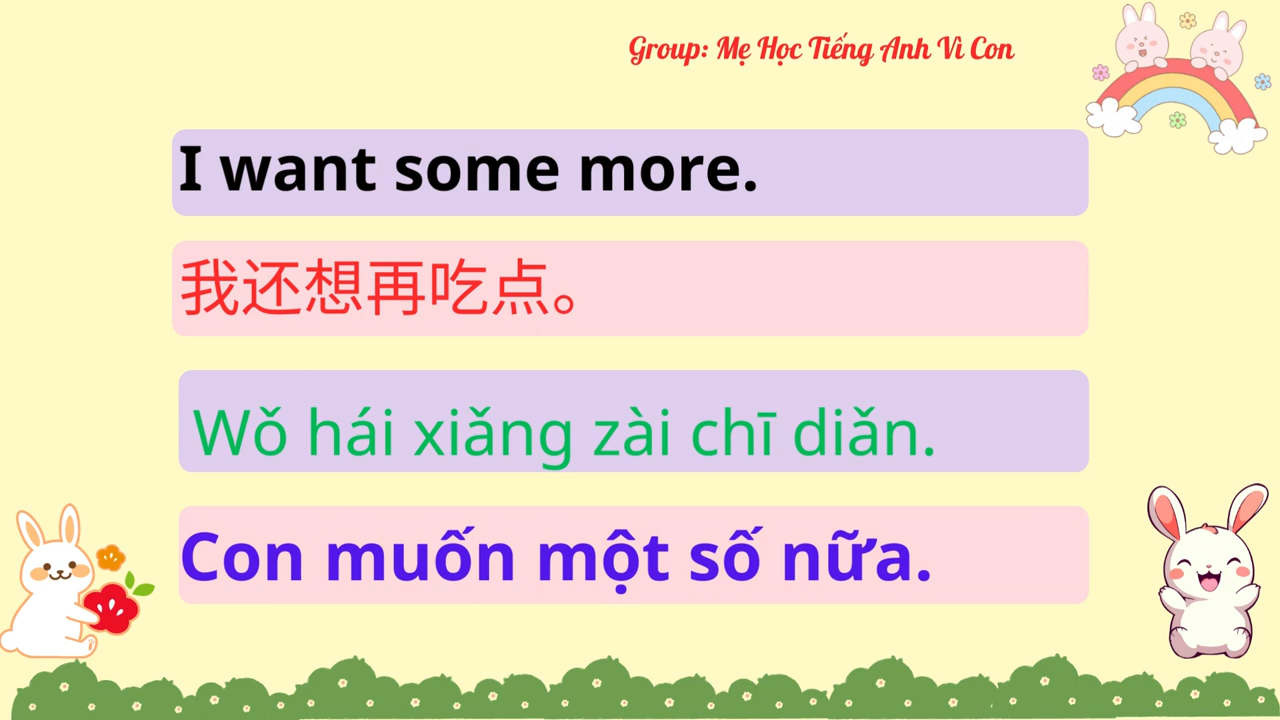 Group: Mẹ Học Tiếng Anh Vì Con
I want some more.
我还想再吃点。
Wǒ hái xiǎng zài chī diǎn.
Con muốn một số nữa.